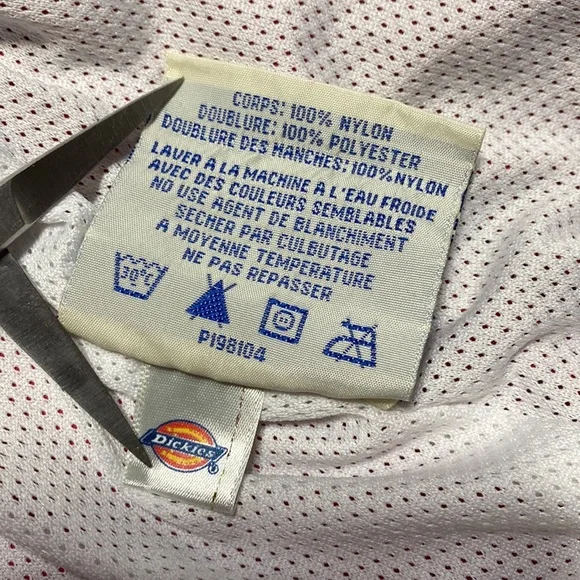 CORPS: 100% NYLON
DOUBLURE: 100% POLYESTER
DOUBLURE DES MANCHES: 100% NYLON
LAVER A LA MACHINE À L'EAU FROIDE
AVEC DES COULEURS SEMBLABLES
NO USE AGENT DE BLANCHIMENT
SECHER PAR CULBUTAGE
A MOYENNE TEMPERATURE
NE PAS REPASSER
30°C
P198104
Dickies